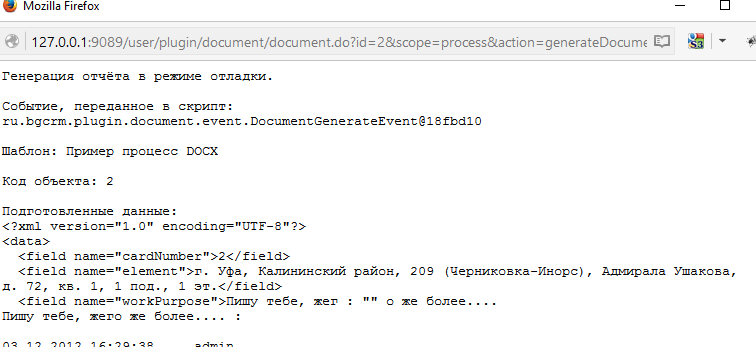 Mozilla Firefox
127.0.0.1:9089/user/plugin/document/document.do?id=2&scope=process&action=generateDocume
Генерация отчёта в режиме отладки.
Событие, переданное в скрипт:
ru.bgcrm.plugin.document.event.DocumentGenerateEvent@18fbd10
Шаблон: Пример процесс DOCX
Код объекта: 2
Подготовленные данные:
<?xml version="1.0" encoding="UTF-8"?>
<data>
<field name="cardNumber">2</field>
<field name="element">г. Уфа, Калининский район, 209 (Черниковка-Инорс), Адмирала Ушакова,
д. 72, кв. 1, 1 под., 1 эт.</field>
<field name="workPurpose">Пишу тебе, жег : "" о же более....
Пишу тебе, жего же более.... :
03.12.2012 16:29:38 admin